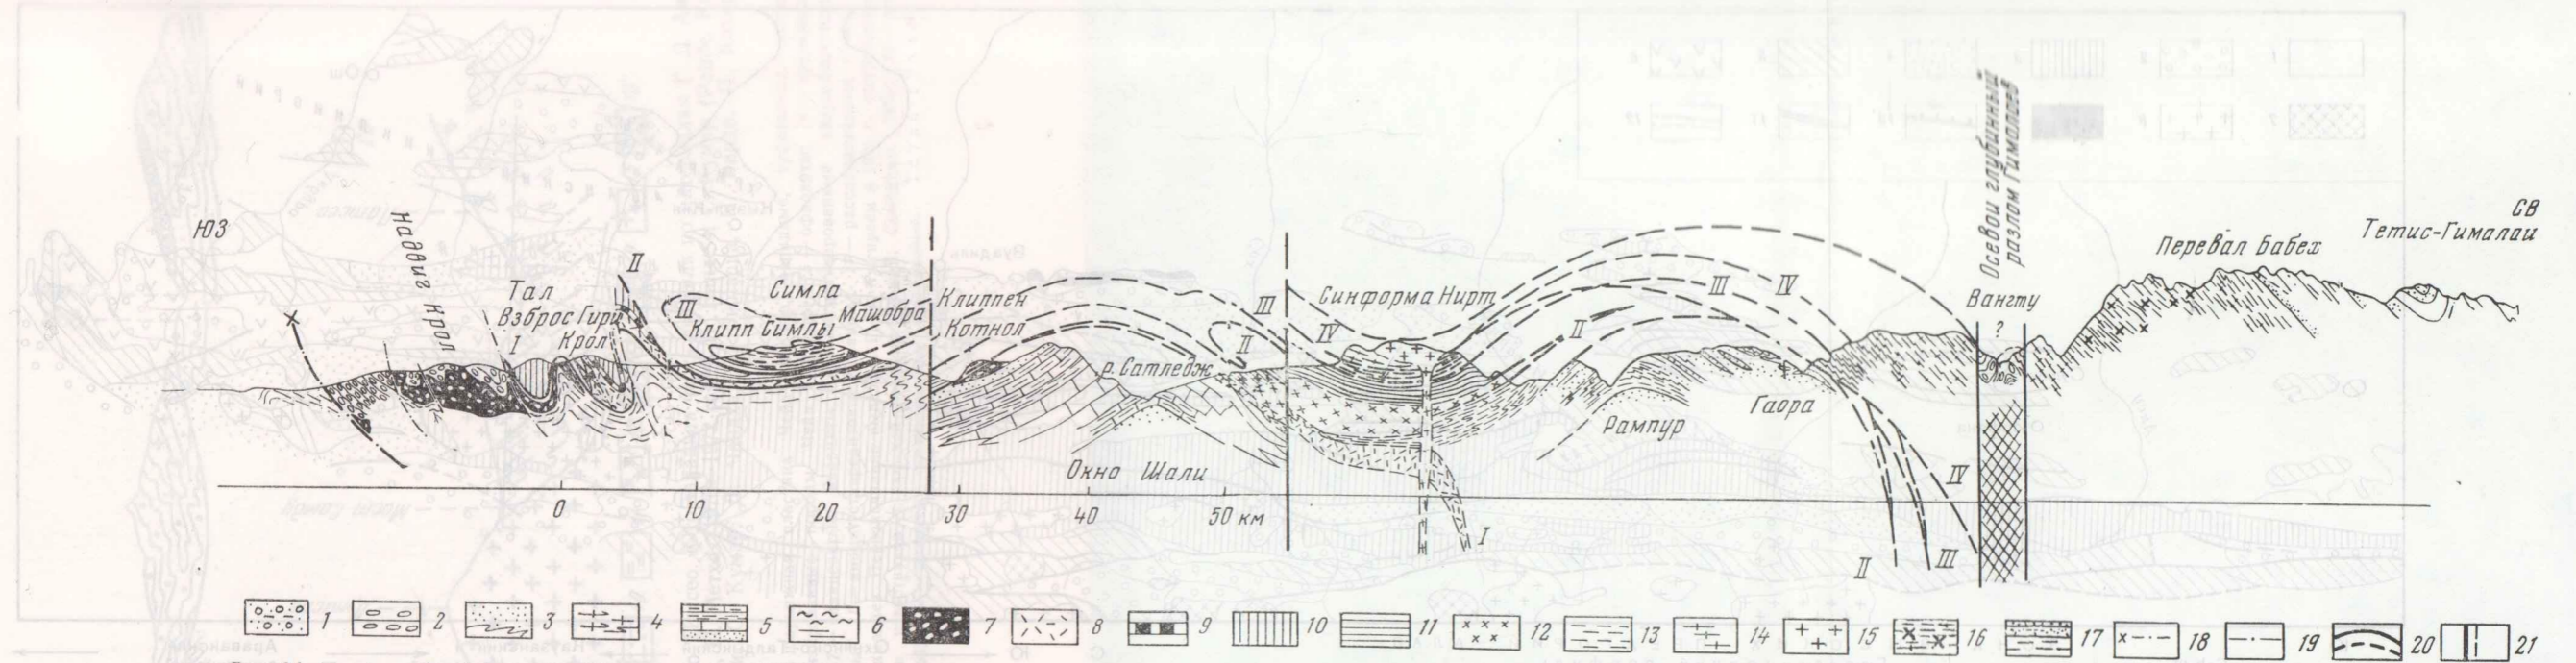 ЮЗ
СВ
Надвиг Крол
Тал
Взброс Гири
I
Крол
II
III
Симла
Клипп Симлы
Машобра
Клиппен
Котнол
р. Сатледж
Окно Шали
II
III
IV
Синформа Нирт
I
II
III
IV
Рампур
Гаора
II
III
IV
Осевой глубинный
разлом Гималаев
Вангту
?
Перевал Бабех
Тетис-Гималаи
0 10 20 30 40 50 км
1 2 3 4 5 6 7 8 9 10 11 12 13 14 15 16 17 18 19 20 21